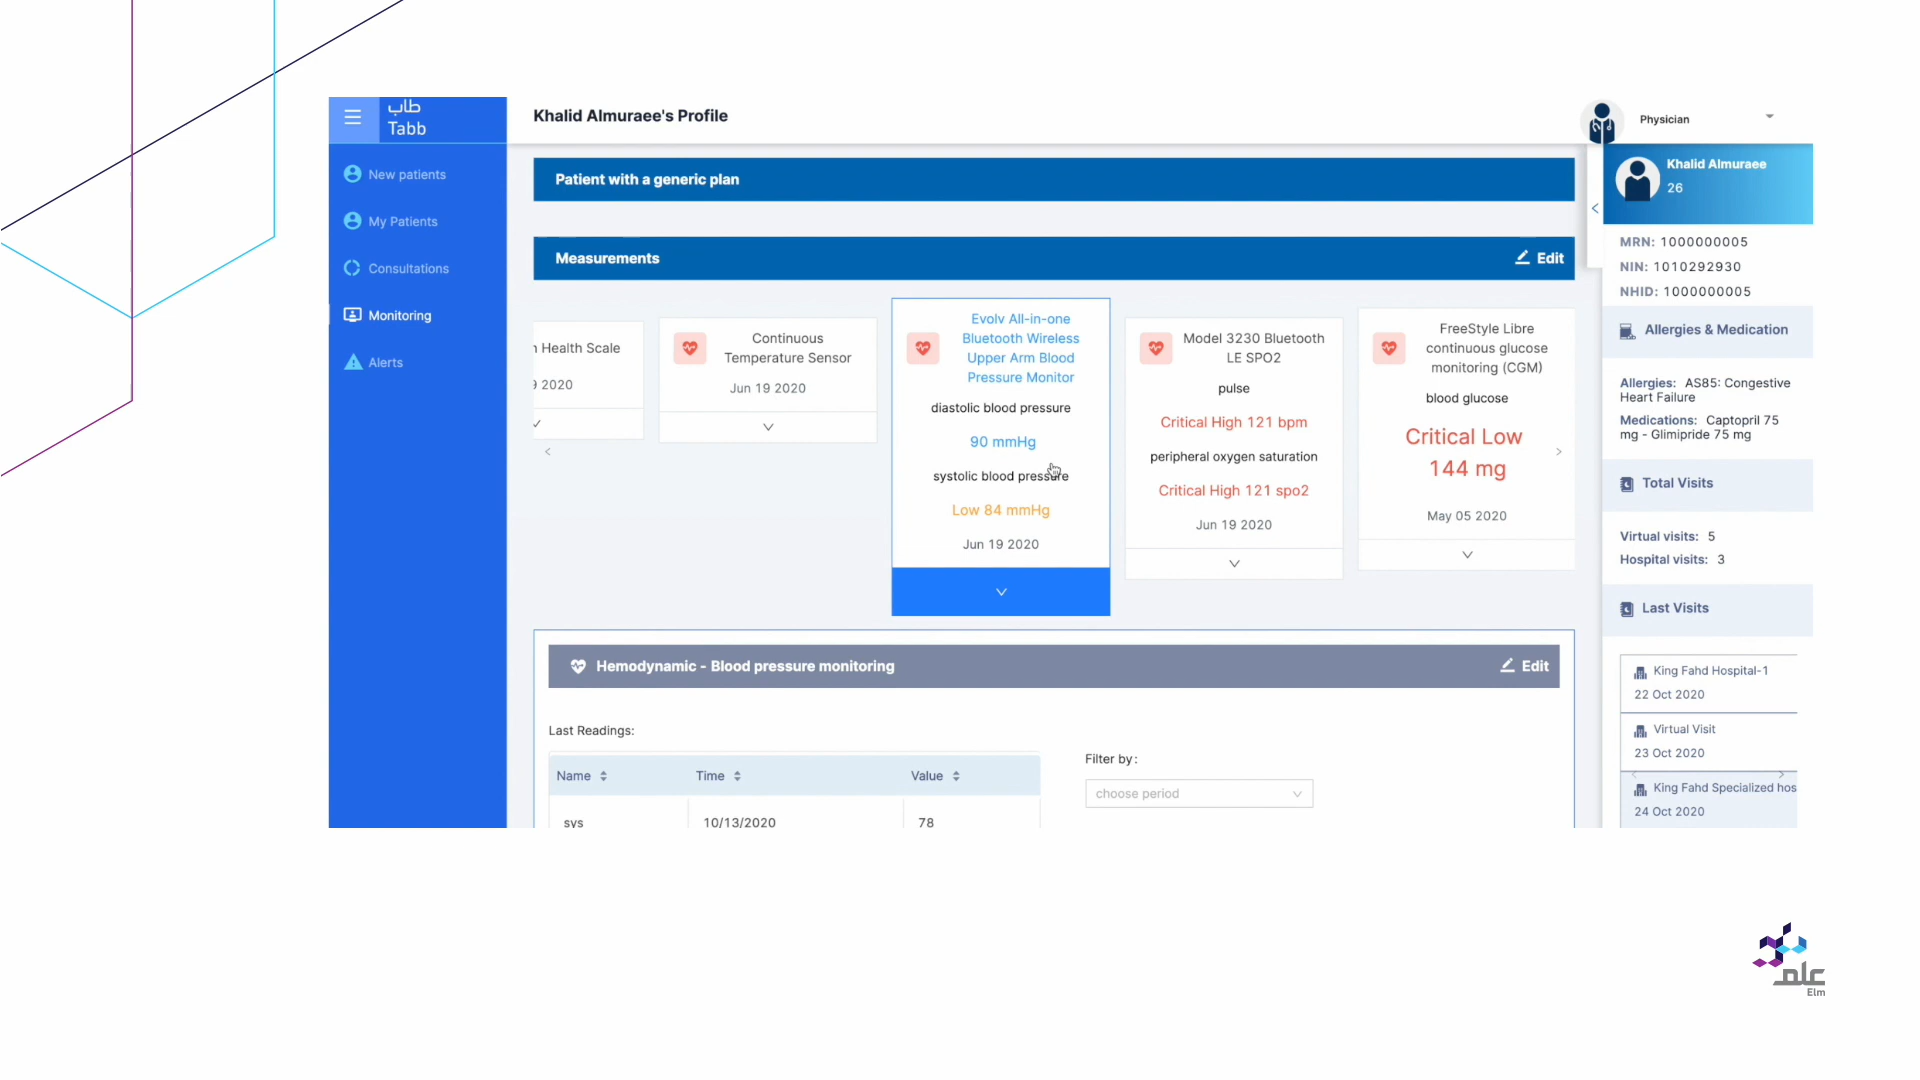 طاب
Tabb
Khalid Almuraee's Profile
Physician
New patients
My Patients
Consultations
Monitoring
Alerts
Patient with a generic plan
Measurements
Edit
Health Scale
2020
Continuous
Temperature Sensor
Jun 19 2020
Evolv All-in-one
Bluetooth Wireless
Upper Arm Blood
Pressure Monitor
diastolic blood pressure
90 mmHg
systolic blood pressure
Low 84 mmHg
Jun 19 2020
Model 3230 Bluetooth
LE SPO2
pulse
Critical High 121 bpm
peripheral oxygen saturation
Critical High 121 spo2
Jun 19 2020
FreeStyle Libre
continuous glucose
monitoring (CGM)
blood glucose
Critical Low
144 mg
May 05 2020
Hemodynamic - Blood pressure monitoring
Edit
Last Readings:
Name Time Value
sys 10/13/2020 78
Filter by:
choose period
Khalid Almuraee
26
MRN: 1000000005
NIN: 1010292930
NHID: 1000000005
Allergies & Medication
Allergies: AS85: Congestive
Heart Failure
Medications: Captopril 75
mg - Glimipride 75 mg
Total Visits
Virtual visits: 5
Hospital visits: 3
Last Visits
King Fahd Hospital-1
22 Oct 2020
Virtual Visit
23 Oct 2020
King Fahd Specialized hos
24 Oct 2020
علم
Elm